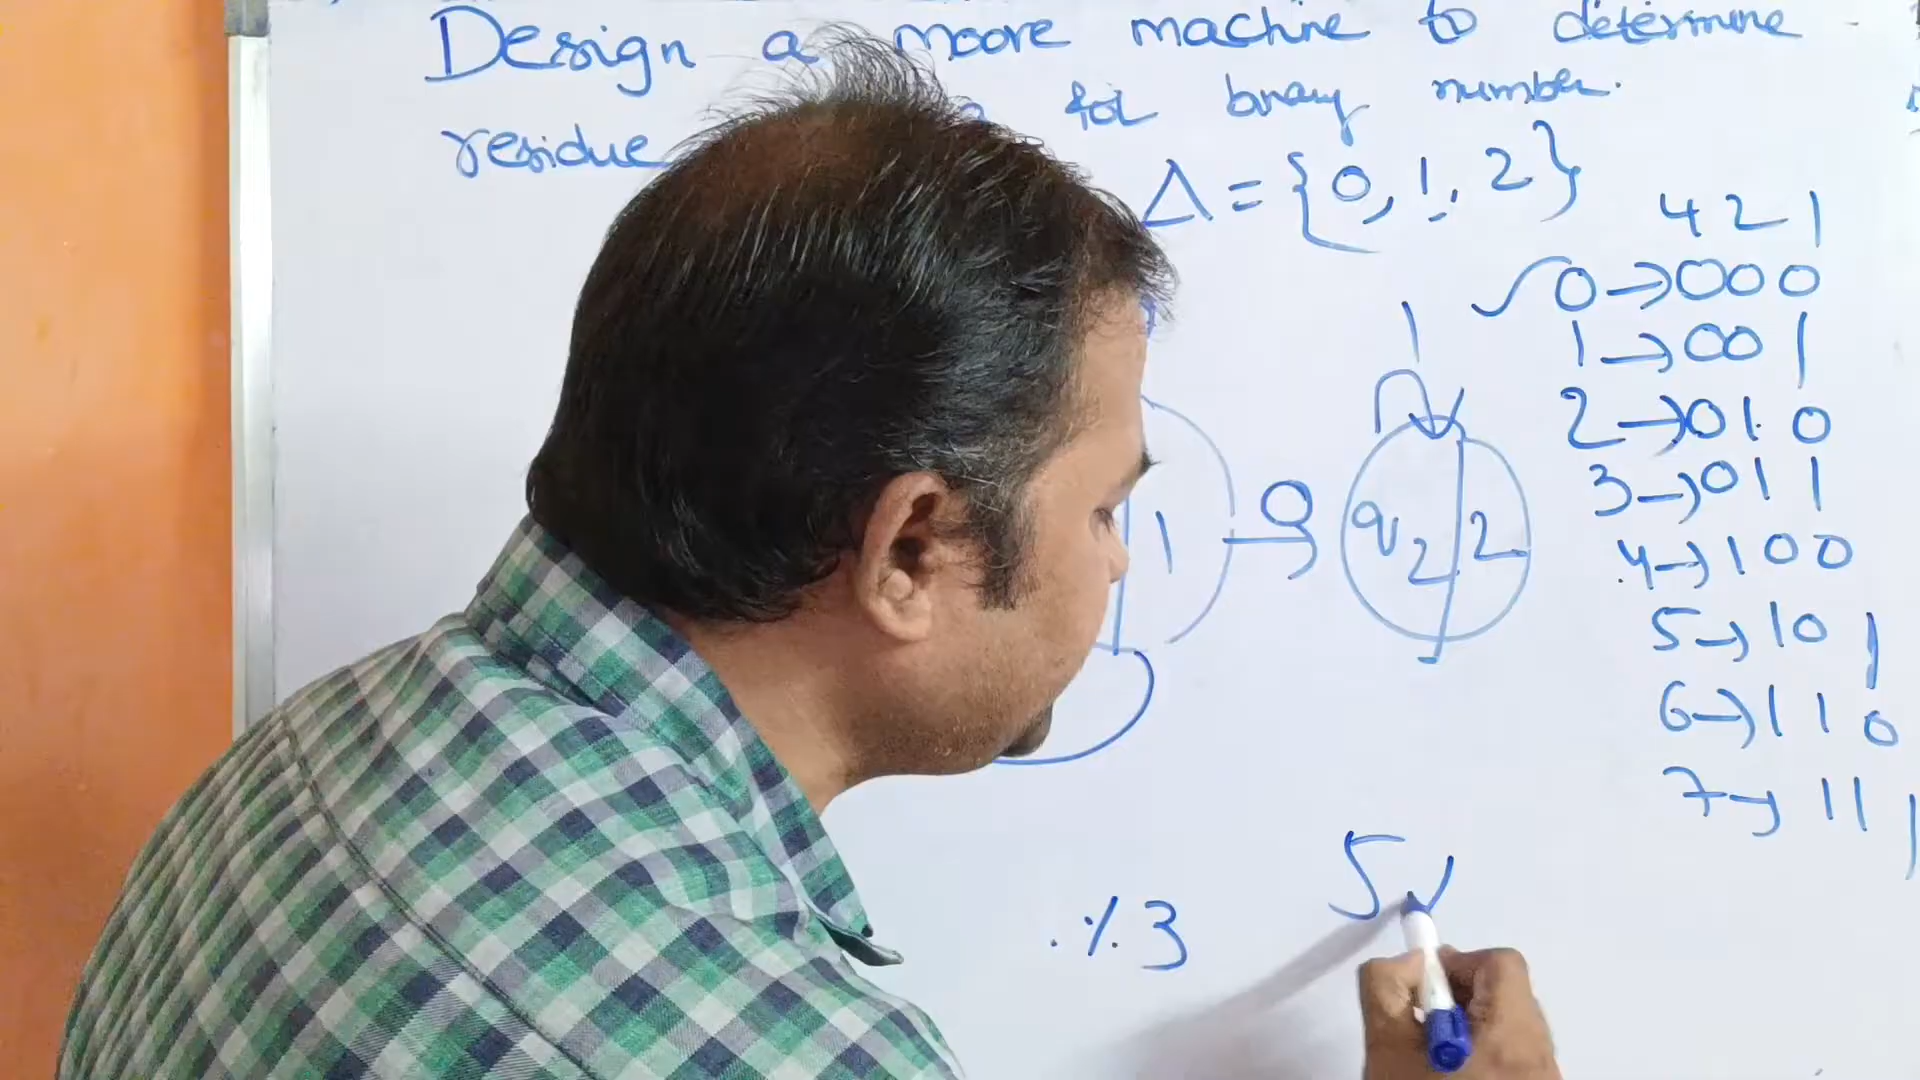 Design a moore machine to determine
residue for binary number.
Δ = {0, 1, 2}
4 2 1
✓ 0 → 000
1 → 001
2 → 010
3 → 011
4 → 100
5 → 101
6 → 110
7 → 111
1
1 0 q2 2
% 3
5